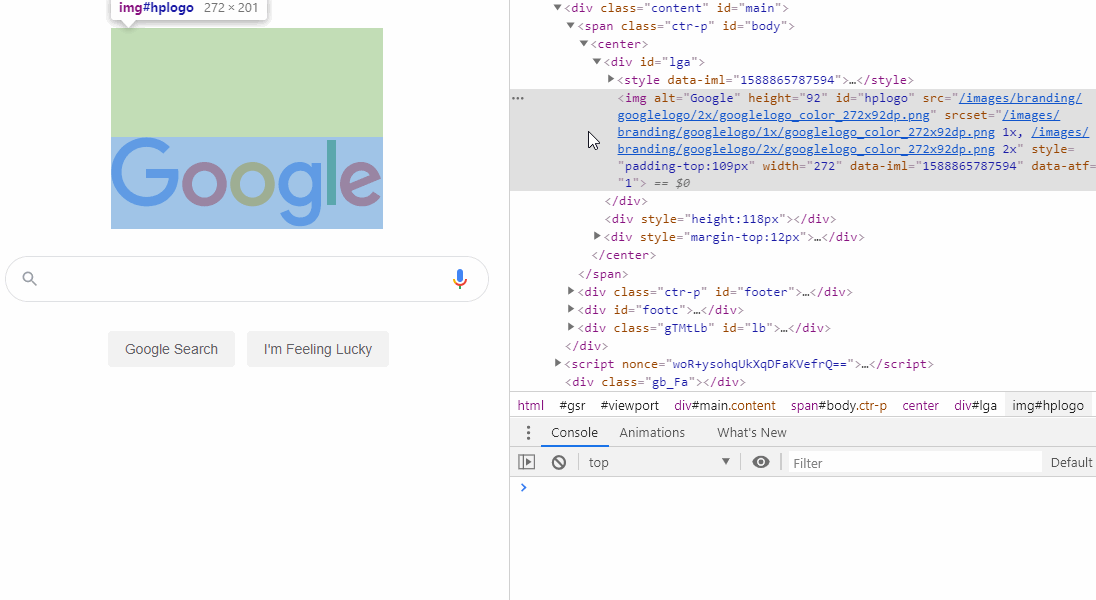 img#hplogo 272 × 201
Google
Google Search
I'm Feeling Lucky
<div class="content" id="main">
<span class="ctr-p" id="body">
<center>
<div id="lga">
<style data-iml="1588865787594">…</style>
<img alt="Google" height="92" id="hplogo" src="/images/branding/
googlelogo/2x/googlelogo_color_272x92dp.png" srcset="/images/
branding/googlelogo/1x/googlelogo_color_272x92dp.png 1x, /images/
branding/googlelogo/2x/googlelogo_color_272x92dp.png 2x" style=
"padding-top:109px" width="272" data-iml="1588865787594" data-atf=
"1"> == $0
</div>
<div style="height:118px"></div>
<div style="margin-top:12px">…</div>
</center>
</span>
<div class="ctr-p" id="footer">…</div>
<div id="footc">…</div>
<div class="gTMtLb" id="lb">…</div>
</div>
<script nonce="woR+ysohqUkXqDFaKVefrQ==">…</script>
<div class="gb_Fa"></div>
html #gsr #viewport div#main.content span#body.ctr-p center div#lga img#hplogo
Console Animations What's New
top Filter Default